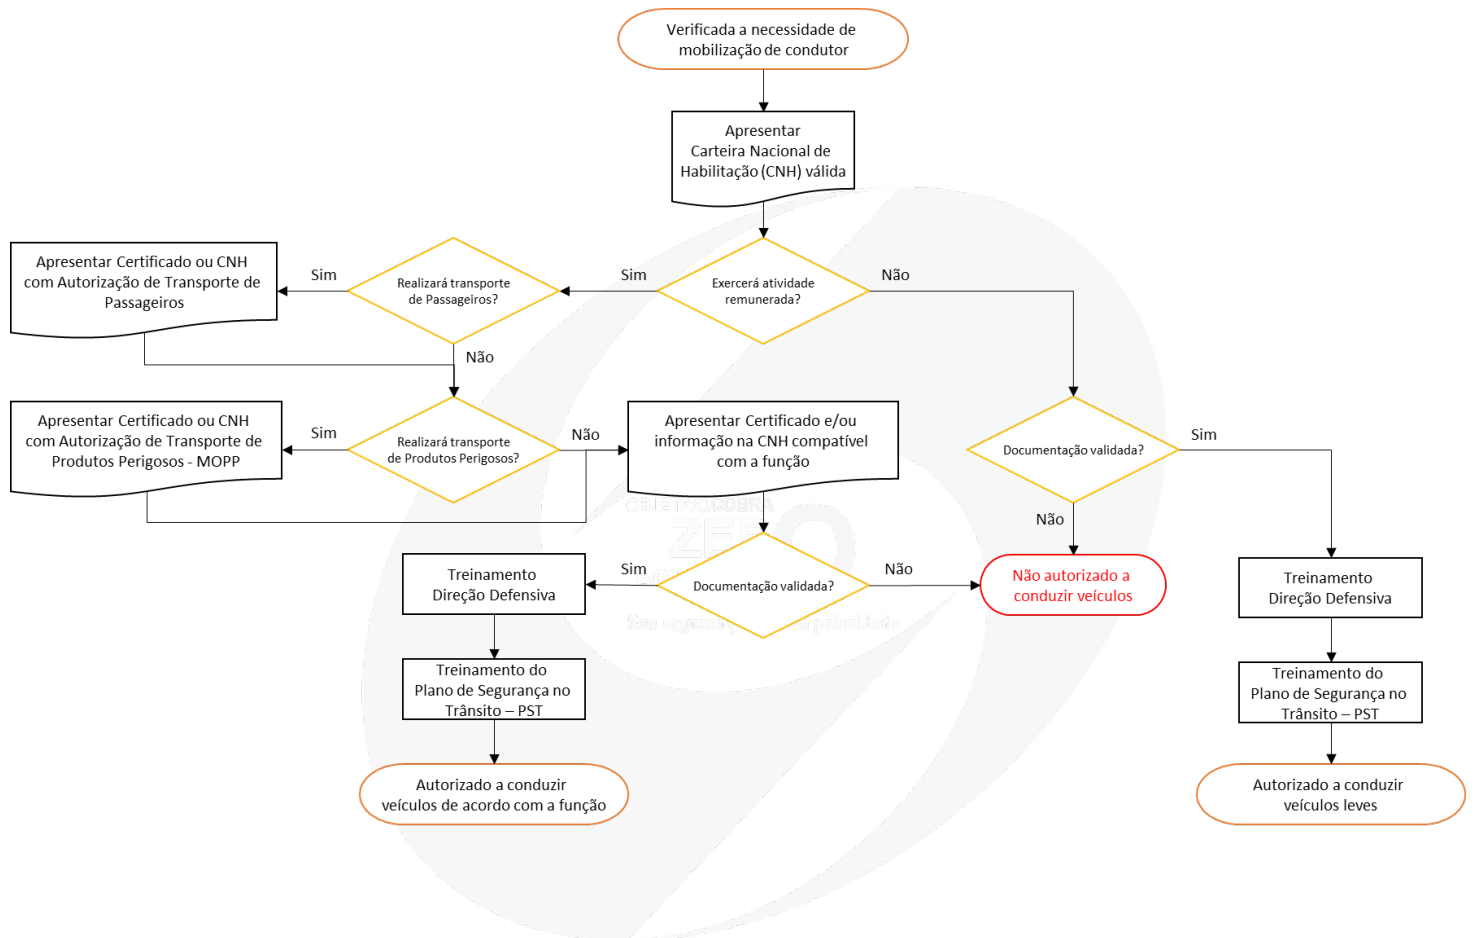 Verificada a necessidade de
mobilização de condutor
Apresentar
Carteira Nacional de
Habilitação (CNH) válida
Apresentar Certificado ou CNH
com Autorização de Transporte de
Passageiros
Sim
Realizará transporte
de Passageiros?
Sim
Exercerá atividade
remunerada?
Não
Não
Apresentar Certificado ou CNH
com Autorização de Transporte de
Produtos Perigosos - MOPP
Sim
Realizará transporte
de Produtos Perigosos?
Não
Apresentar Certificado e/ou
informação na CNH compatível
com a função
Documentação validada?
Sim
Não
ZERO
Treinamento
Direção Defensiva
Sim
Documentação validada?
Não
Não autorizado a
conduzir veículos
Treinamento
Direção Defensiva
prioridade
Treinamento do
Plano de Segurança no
Trânsito – PST
Treinamento do
Plano de Segurança no
Trânsito – PST
Autorizado a conduzir
veículos de acordo com a função
Autorizado a conduzir
veículos leves